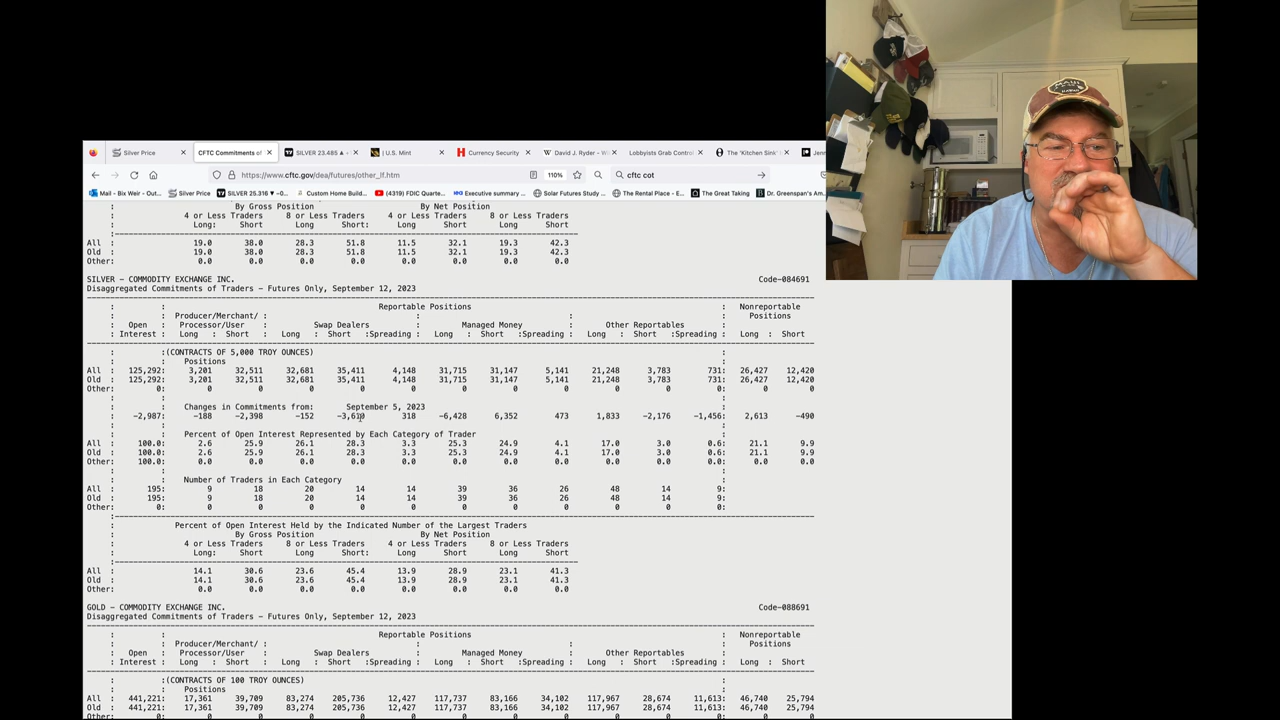 Silver Price
CFTC Commitments of
SILVER 23.485 ▲
| U.S. Mint
Currency Security
David J. Ryder - W
Lobbyists Grab Contro
The 'Kitchen Sink'
Jenn
https://www.cftc.gov/dea/futures/other_lf.htm
110%
cftc cot
Mail - Bix Weir - Out...
Silver Price
SILVER 25.316 ▼ −0...
Custom Home Build...
(4319) FDIC Quarte...
Executive summary ...
Solar Futures Study ...
The Rental Place - E...
The Great Taking
Dr. Greenspan's Am
: By Gross Position By Net Position
: 4 or Less Traders 8 or Less Traders 4 or Less Traders 8 or Less Traders
: Long: Short Long Short: Long Short Long Short
All : 19.0 38.0 28.3 51.8 11.5 32.1 19.3 42.3
Old : 19.0 38.0 28.3 51.8 11.5 32.1 19.3 42.3
Other: 0.0 0.0 0.0 0.0 0.0 0.0 0.0 0.0
SILVER - COMMODITY EXCHANGE INC. Code-084691
Disaggregated Commitments of Traders - Futures Only, September 12, 2023
: : Reportable Positions : Nonreportable
: : Producer/Merchant/ : : : : Positions
: Open : Processor/User : Swap Dealers : Managed Money : Other Reportables :
: Interest : Long : Short : Long : Short :Spreading : Long : Short :Spreading : Long : Short :Spreading : Long : Short
: :(CONTRACTS OF 5,000 TROY OUNCES) :
: : Positions :
All : 125,292: 3,201 32,511 32,681 35,411 4,148 31,715 31,147 5,141 21,248 3,783 731: 26,427 12,420
Old : 125,292: 3,201 32,511 32,681 35,411 4,148 31,715 31,147 5,141 21,248 3,783 731: 26,427 12,420
Other: 0: 0 0 0 0 0 0 0 0 0 0 0: 0 0
: : Changes in Commitments from: September 5, 2023 :
: -2,987: -188 -2,398 -152 -3,610 318 -6,428 6,352 473 1,833 -2,176 -1,456: 2,613 -490
: : Percent of Open Interest Represented by Each Category of Trader :
All : 100.0: 2.6 25.9 26.1 28.3 3.3 25.3 24.9 4.1 17.0 3.0 0.6: 21.1 9.9
Old : 100.0: 2.6 25.9 26.1 28.3 3.3 25.3 24.9 4.1 17.0 3.0 0.6: 21.1 9.9
Other: 100.0: 0.0 0.0 0.0 0.0 0.0 0.0 0.0 0.0 0.0 0.0 0.0: 0.0 0.0
: : Number of Traders in Each Category :
All : 195: 9 18 20 14 14 39 36 26 48 14 9:
Old : 195: 9 18 20 14 14 39 36 26 48 14 9:
Other: 0: 0 0 0 0 0 0 0 0 0 0 0:
: Percent of Open Interest Held by the Indicated Number of the Largest Traders
: By Gross Position By Net Position
: 4 or Less Traders 8 or Less Traders 4 or Less Traders 8 or Less Traders
: Long: Short Long Short: Long Short Long Short
All : 14.1 30.6 23.6 45.4 13.9 28.9 23.1 41.3
Old : 14.1 30.6 23.6 45.4 13.9 28.9 23.1 41.3
Other: 0.0 0.0 0.0 0.0 0.0 0.0 0.0 0.0
GOLD - COMMODITY EXCHANGE INC. Code-088691
Disaggregated Commitments of Traders - Futures Only, September 12, 2023
: : Reportable Positions : Nonreportable
: : Producer/Merchant/ : : : : Positions
: Open : Processor/User : Swap Dealers : Managed Money : Other Reportables :
: Interest : Long : Short : Long : Short :Spreading : Long : Short :Spreading : Long : Short :Spreading : Long : Short
: :(CONTRACTS OF 100 TROY OUNCES) :
: : Positions :
All : 441,221: 17,361 39,709 83,274 205,736 12,427 117,737 83,166 34,102 117,967 28,674 11,613: 46,740 25,794
Old : 441,221: 17,361 39,709 83,274 205,736 12,427 117,737 83,166 34,102 117,967 28,674 11,613: 46,740 25,794
Other: 0: 0 0 0 0 0 0 0 0 0 0 0: 0 0